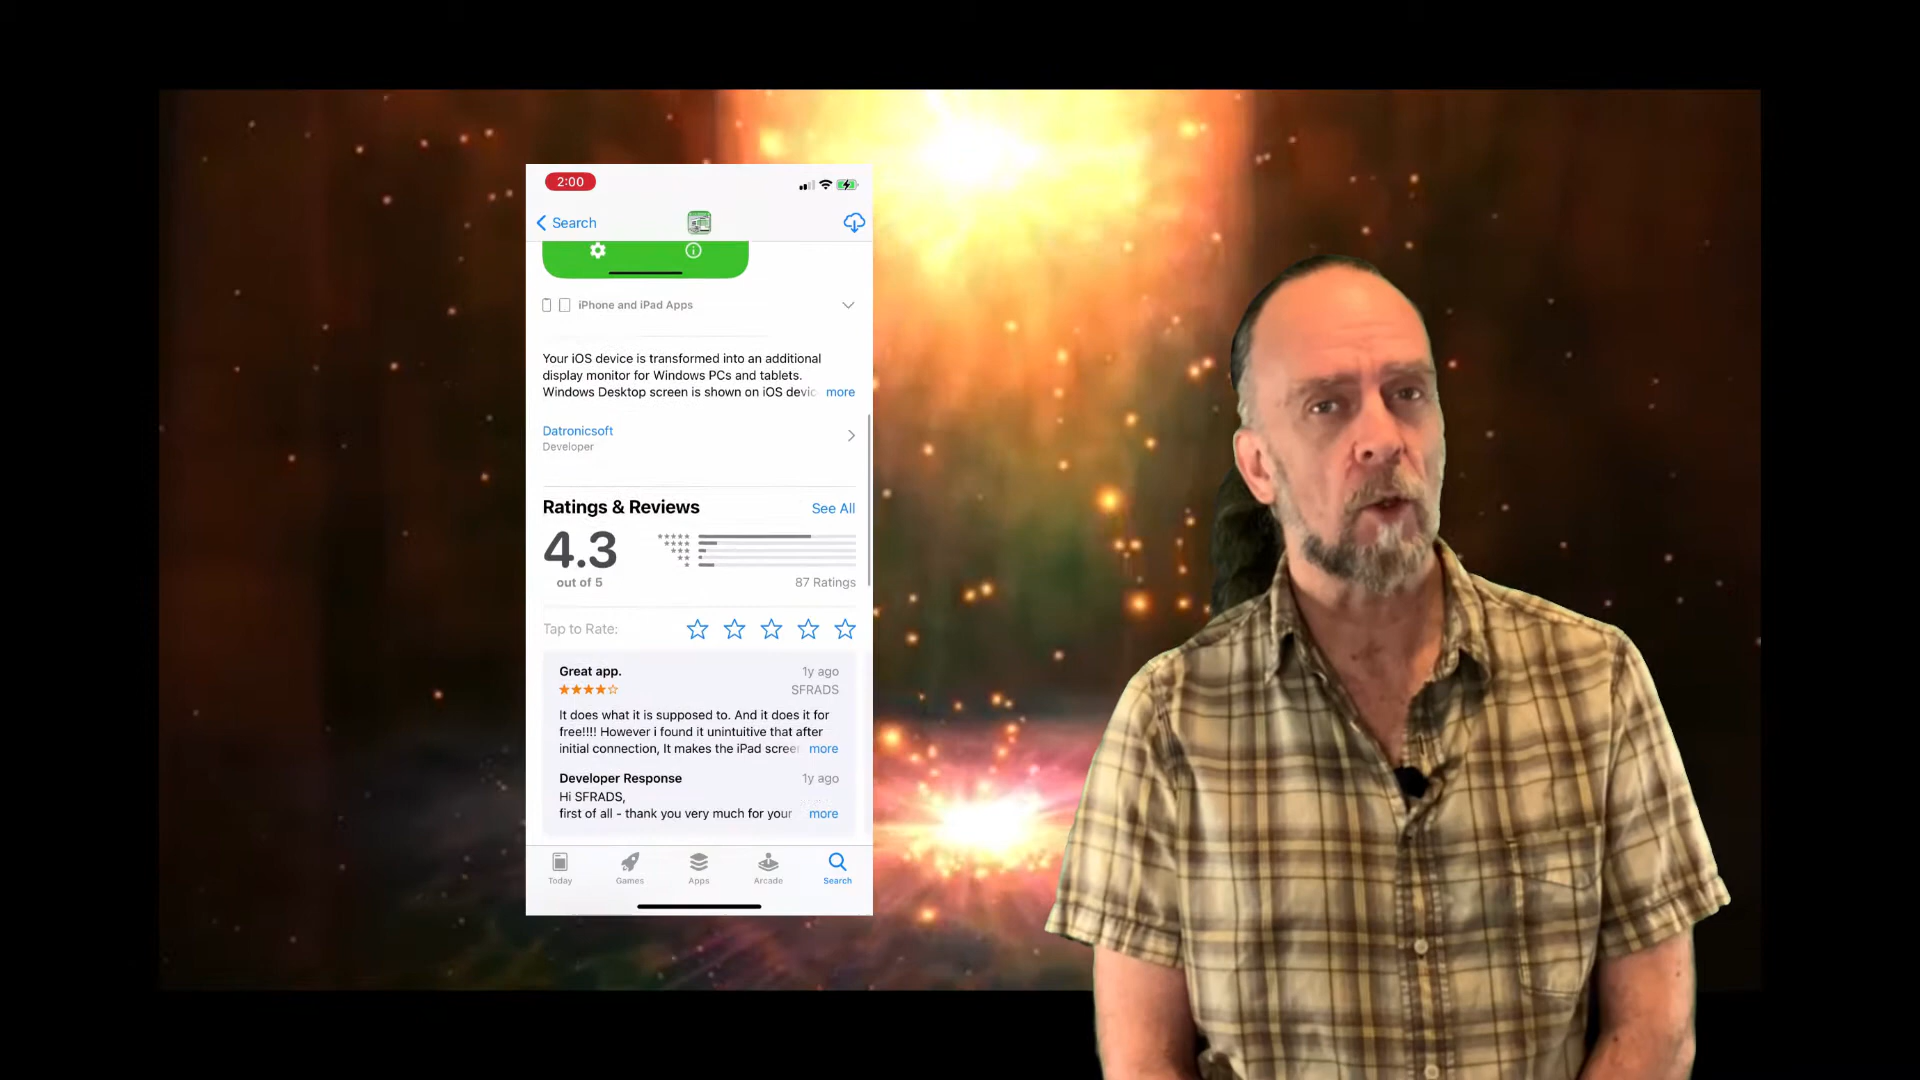 2:00
Search
iPhone and iPad Apps
Your iOS device is transformed into an additional
display monitor for Windows PCs and tablets.
Windows Desktop screen is shown on iOS devic more
Datronicsoft
Developer
Ratings & Reviews See All
4.3
out of 5
87 Ratings
Tap to Rate:
Great app. 1y ago
SFRADS
It does what it is supposed to. And it does it for
free!!!! However i found it unintuitive that after
initial connection, It makes the iPad screen more
Developer Response 1y ago
Hi SFRADS,
first of all - thank you very much for your more
Today Games Apps Arcade Search